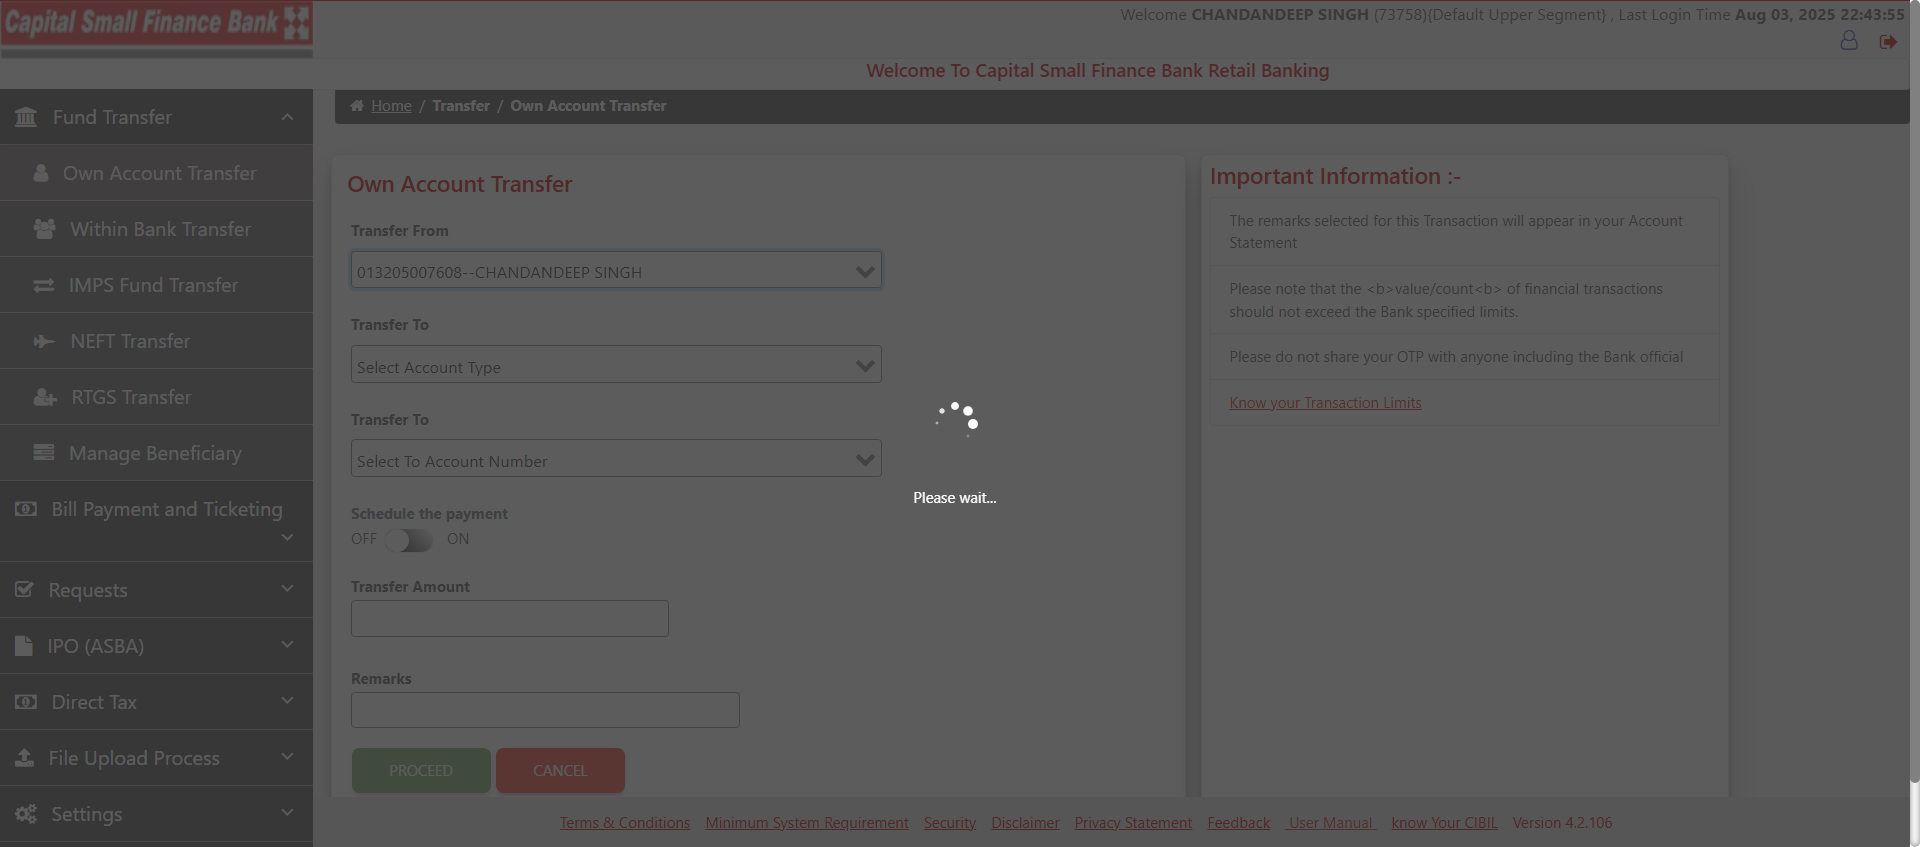 Capital Small Finance Bank
Welcome CHANDANDEEP SINGH (73758){Default Upper Segment} , Last Login Time Aug 03, 2025 22:43:55
Welcome To Capital Small Finance Bank Retail Banking
Home / Transfer / Own Account Transfer
Fund Transfer
Own Account Transfer
Within Bank Transfer
IMPS Fund Transfer
NEFT Transfer
RTGS Transfer
Manage Beneficiary
Bill Payment and Ticketing
Requests
IPO (ASBA)
Direct Tax
File Upload Process
Settings
Own Account Transfer
Transfer From
013205007608--CHANDANDEEP SINGH
Transfer To
Select Account Type
Transfer To
Select To Account Number
Schedule the payment
OFF ON
Transfer Amount
Remarks
PROCEED CANCEL
Please wait...
Important Information :-
The remarks selected for this Transaction will appear in your Account
Statement
Please note that the <b>value/count<b> of financial transactions
should not exceed the Bank specified limits.
Please do not share your OTP with anyone including the Bank official
Know your Transaction Limits
Terms & Conditions Minimum System Requirement Security Disclaimer Privacy Statement Feedback User Manual know Your CIBIL Version 4.2.106